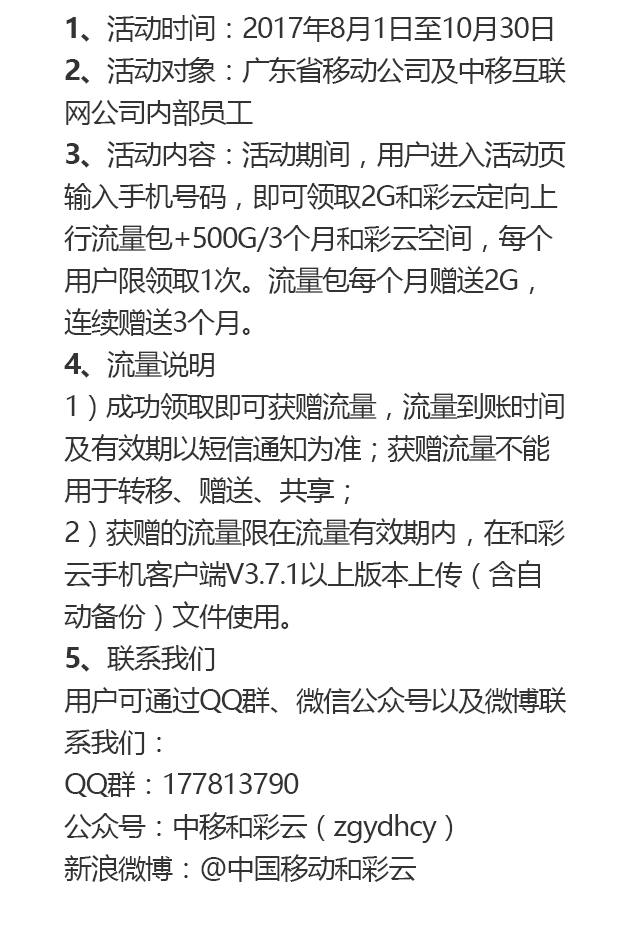 1、活动时间：2017年8月1日至10月30日
2、活动对象：广东省移动公司及中移互联
网公司内部员工
3、活动内容：活动期间，用户进入活动页
输入手机号码，即可领取2G和彩云定向上
行流量包+500G/3个月和彩云空间，每个
用户限领取1次。流量包每个月赠送2G，
连续赠送3个月。
4、流量说明
1）成功领取即可获赠流量，流量到账时间
及有效期以短信通知为准；获赠流量不能
用于转移、赠送、共享；
2）获赠的流量限在流量有效期内，在和彩
云手机客户端V3.7.1以上版本上传（含自
动备份）文件使用。
5、联系我们
用户可通过QQ群、微信公众号以及微博联
系我们：
QQ群：177813790
公众号：中移和彩云（zgydhcy）
新浪微博：@中国移动和彩云